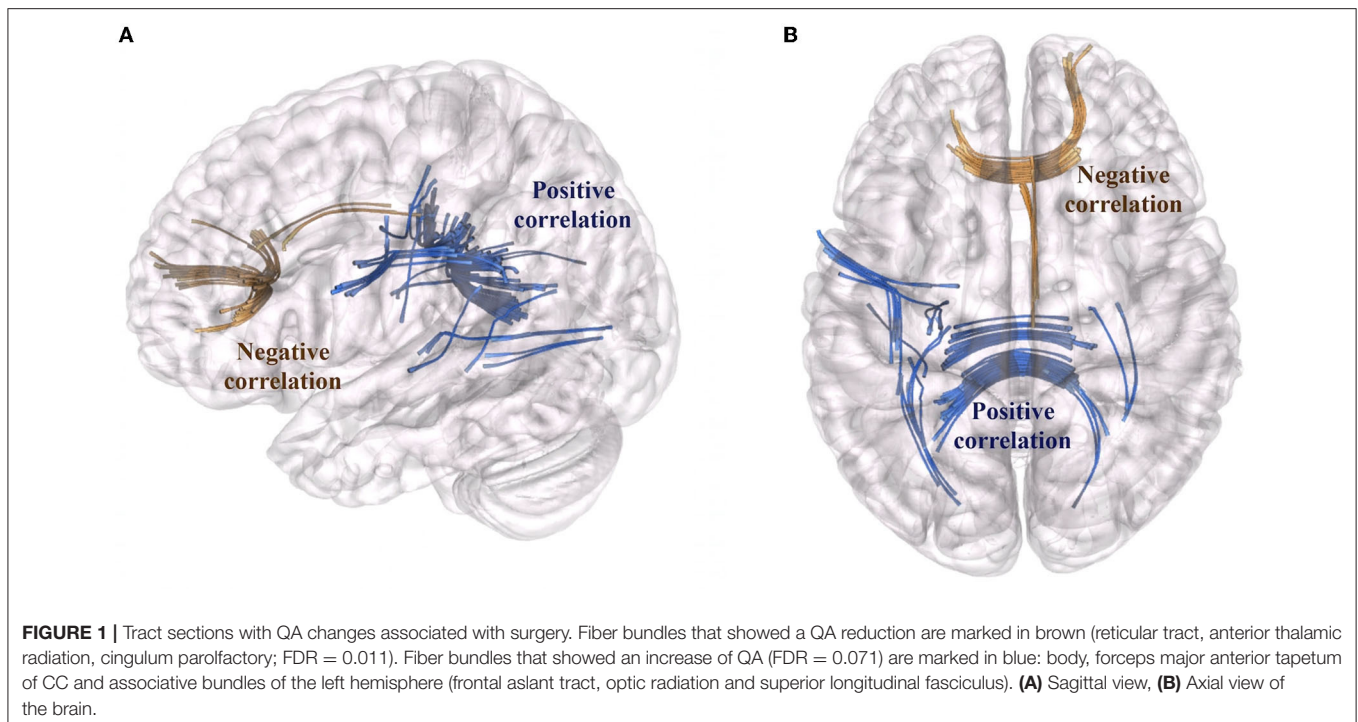 A
B
Positive
correlation
Negative
correlation
Negative
correlation
Positive
correlation
FIGURE 1 | Tract sections with QA changes associated with surgery. Fiber bundles that showed a QA reduction are marked in brown (reticular tract, anterior thalamic
radiation, cingulum parolfactory; FDR = 0.011). Fiber bundles that showed an increase of QA (FDR = 0.071) are marked in blue: body, forceps major anterior tapetum
of CC and associative bundles of the left hemisphere (frontal aslant tract, optic radiation and superior longitudinal fasciculus). (A) Sagittal view, (B) Axial view of
the brain.